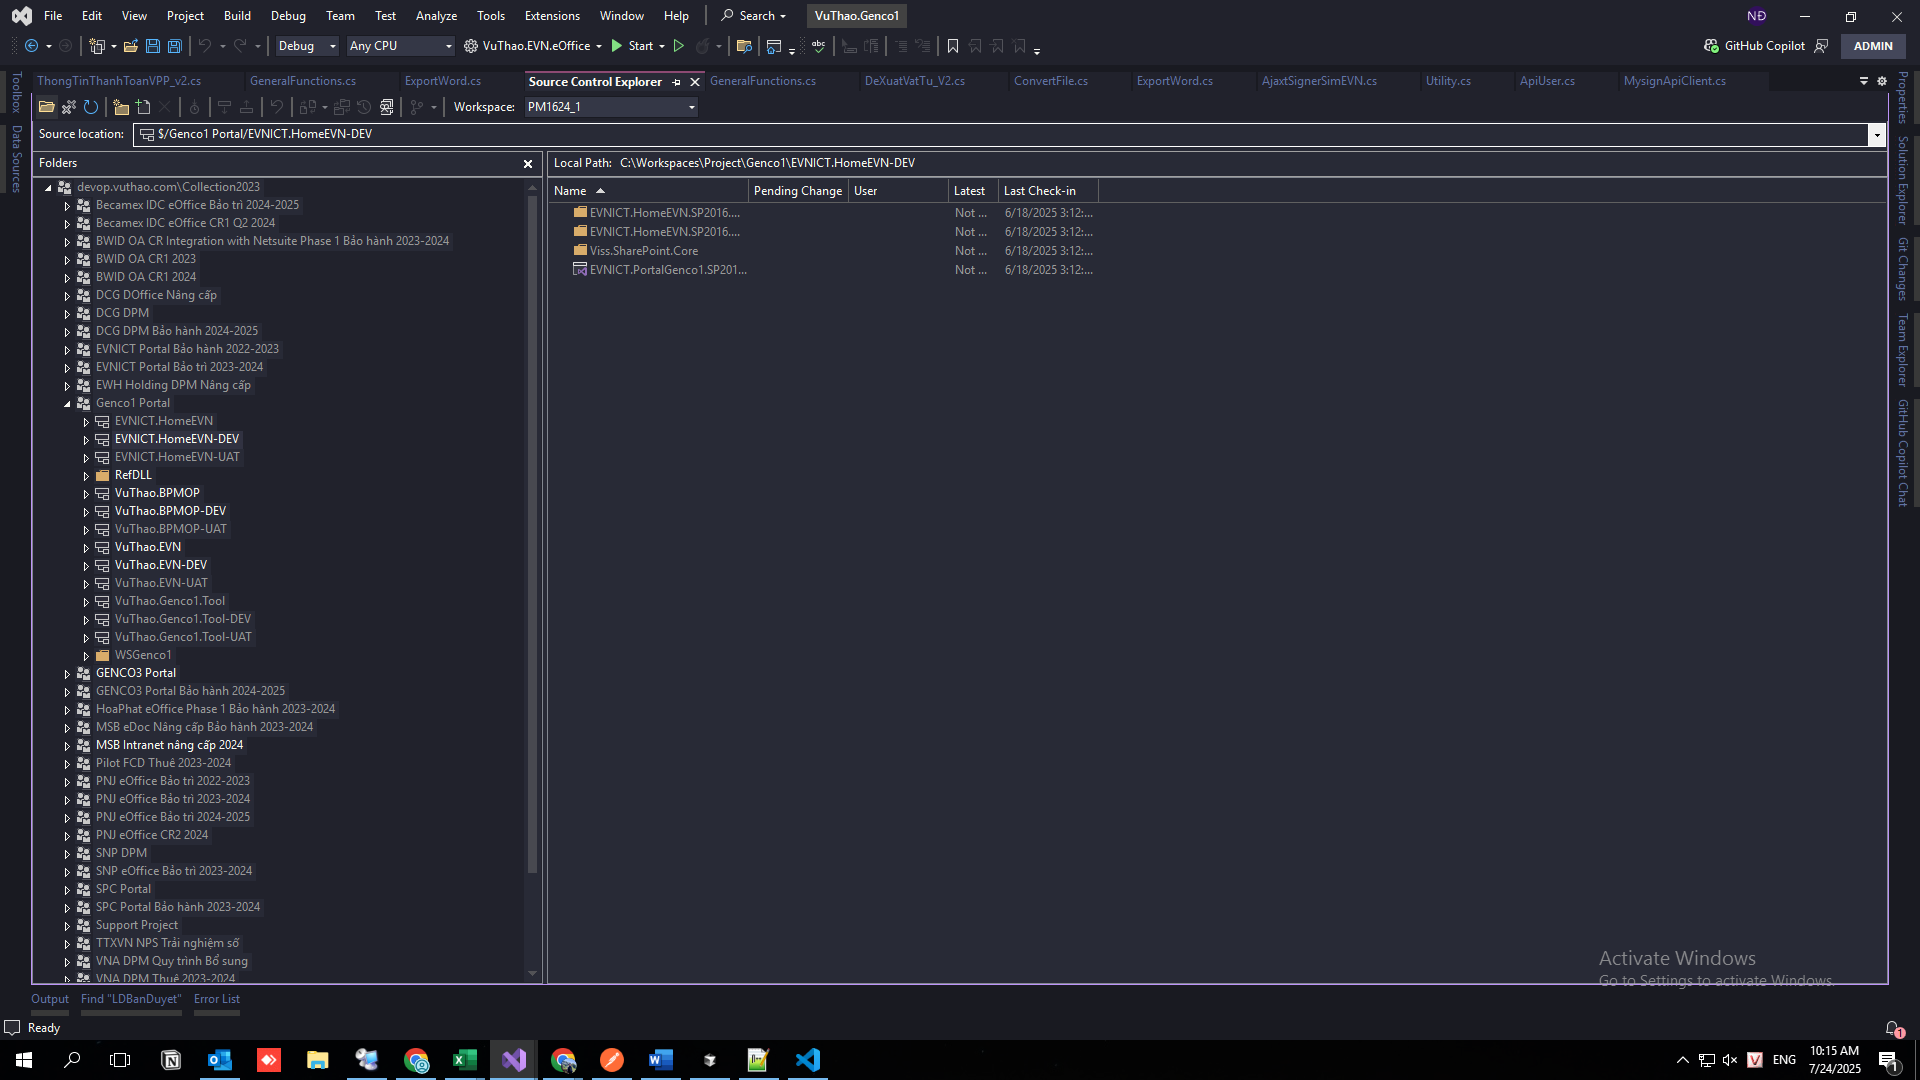 File Edit View Project Build Debug Team Test Analyze Tools Extensions Window Help Search VuThao.Genco1 NĐ
Debug Any CPU VuThao.EVN.eOffice Start GitHub Copilot ADMIN
ThongTinThanhToanVPP_v2.cs GeneralFunctions.cs ExportWord.cs Source Control Explorer GeneralFunctions.cs DeXuatVatTu_V2.cs ConvertFile.cs ExportWord.cs AjaxtSignerSimEVN.cs Utility.cs ApiUser.cs MysignApiClient.cs
Workspace: PM1624_1
Source location: $/Genco1 Portal/EVNICT.HomeEVN-DEV
Folders
Local Path: C:\Workspaces\Project\Genco1\EVNICT.HomeEVN-DEV
Name Pending Change User Latest Last Check-in
EVNICT.HomeEVN.SP2016.... Not ... 6/18/2025 3:12:...
EVNICT.HomeEVN.SP2016.... Not ... 6/18/2025 3:12:...
Viss.SharePoint.Core Not ... 6/18/2025 3:12:...
EVNICT.PortalGenco1.SP201... Not ... 6/18/2025 3:12:...
devop.vuthao.com\Collection2023
Becamex IDC eOffice Bảo trì 2024-2025
Becamex IDC eOffice CR1 Q2 2024
BWID OA CR Integration with Netsuite Phase 1 Bảo hành 2023-2024
BWID OA CR1 2023
BWID OA CR1 2024
DCG DOffice Nâng cấp
DCG DPM
DCG DPM Bảo hành 2024-2025
EVNICT Portal Bảo hành 2022-2023
EVNICT Portal Bảo trì 2023-2024
EWH Holding DPM Nâng cấp
Genco1 Portal
EVNICT.HomeEVN
EVNICT.HomeEVN-DEV
EVNICT.HomeEVN-UAT
RefDLL
VuThao.BPMOP
VuThao.BPMOP-DEV
VuThao.BPMOP-UAT
VuThao.EVN
VuThao.EVN-DEV
VuThao.EVN-UAT
VuThao.Genco1.Tool
VuThao.Genco1.Tool-DEV
VuThao.Genco1.Tool-UAT
WSGenco1
GENCO3 Portal
GENCO3 Portal Bảo hành 2024-2025
HoaPhat eOffice Phase 1 Bảo hành 2023-2024
MSB eDoc Nâng cấp Bảo hành 2023-2024
MSB Intranet nâng cấp 2024
Pilot FCD Thuê 2023-2024
PNJ eOffice Bảo trì 2022-2023
PNJ eOffice Bảo trì 2023-2024
PNJ eOffice Bảo trì 2024-2025
PNJ eOffice CR2 2024
SNP DPM
SNP eOffice Bảo trì 2023-2024
SPC Portal
SPC Portal Bảo hành 2023-2024
Support Project
TTXVN NPS Trải nghiệm số
VNA DPM Quy trình Bổ sung
VNA DPM Thuê 2023-2024
Toolbox
Data Sources
Properties
Solution Explorer
Git Changes
Team Explorer
GitHub Copilot Chat
Activate Windows
Go to Settings to activate Windows.
Output Find "LDBanDuyet" Error List
Ready
1
ENG
10:15 AM
7/24/2025
1